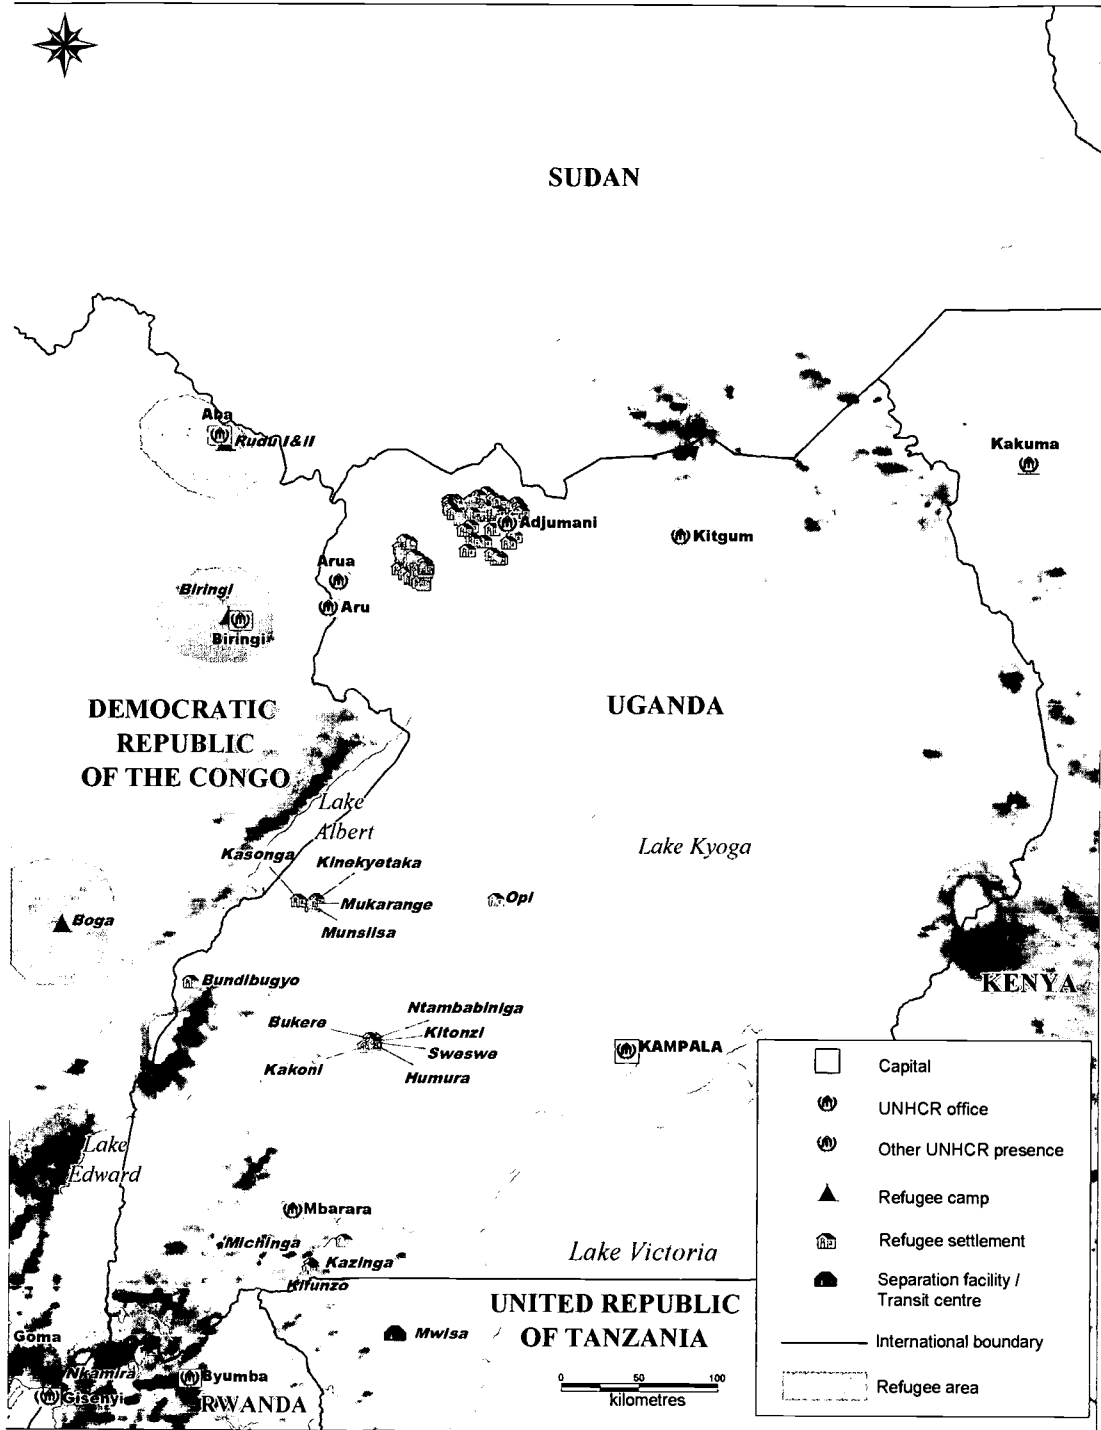 SUDAN
Aba
Rudu I&II
Kakuma
Adjumani
Kitgum
Arua
Aru
Biringi
Biringi
DEMOCRATIC
REPUBLIC
OF THE CONGO
UGANDA
Lake
Albert
Lake Kyoga
Kasonga
Kinekyetaka
Mukarange
Munsiisa
Opi
Boga
Bundibugyo
KENYA
Ntambabiniga
Bukere
Kitonzi
Sweswe
Kakoni
Humura
KAMPALA
Lake
Edward
Mbarara
Michinga
Kazinga
Kifunzo
Lake Victoria
UNITED REPUBLIC
OF TANZANIA
Goma
Mwisa
Nkamira
Byumba
Gisenyi
RWANDA
0 50 100
kilometres
Capital
UNHCR office
Other UNHCR presence
Refugee camp
Refugee settlement
Separation facility /
Transit centre
International boundary
Refugee area